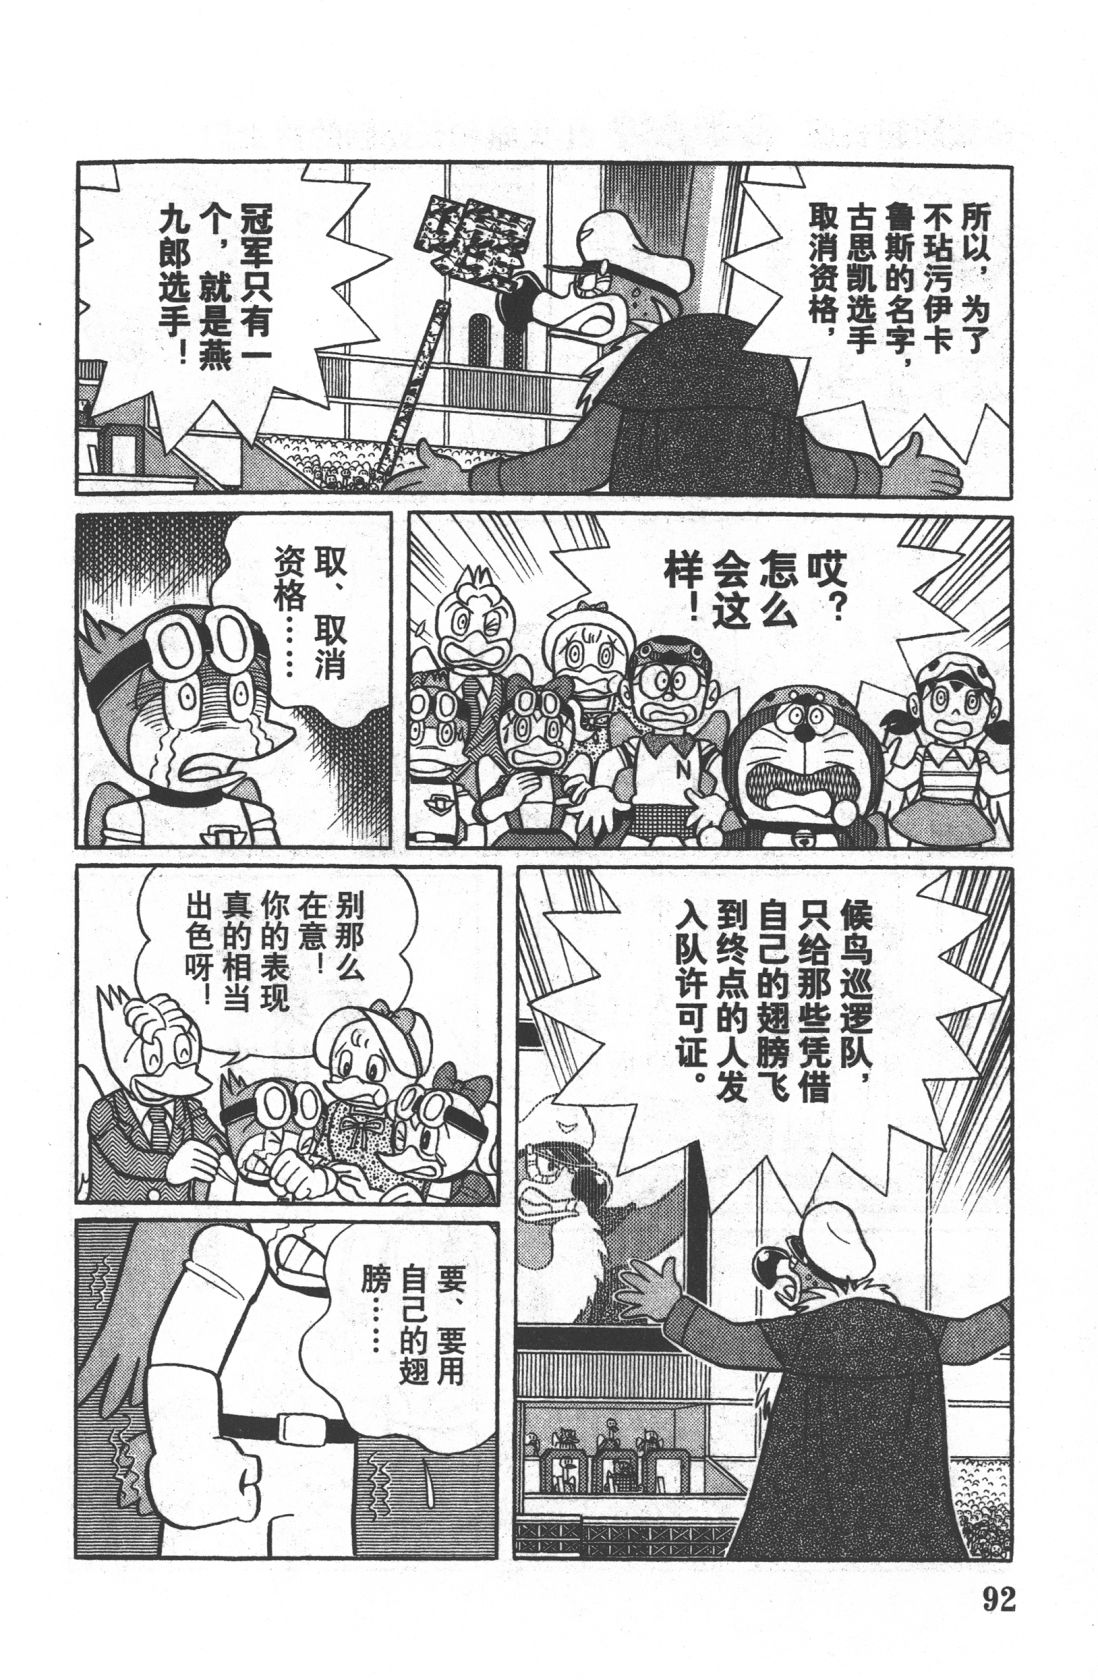 所以，为了
不玷污伊卡
鲁斯的名字，
古思凯选手
取消资格，
冠军只有一
个，就是燕
九郎选手！
哎？
怎么
会这
样！
N
取、取消
资格……
候鸟巡逻队，
只给那些凭借
自己的翅膀飞
到终点的人发
入队许可证。
别那么
在意！
你的表现
真的相当
出色呀！
要、要用
自己的翅
膀……
92